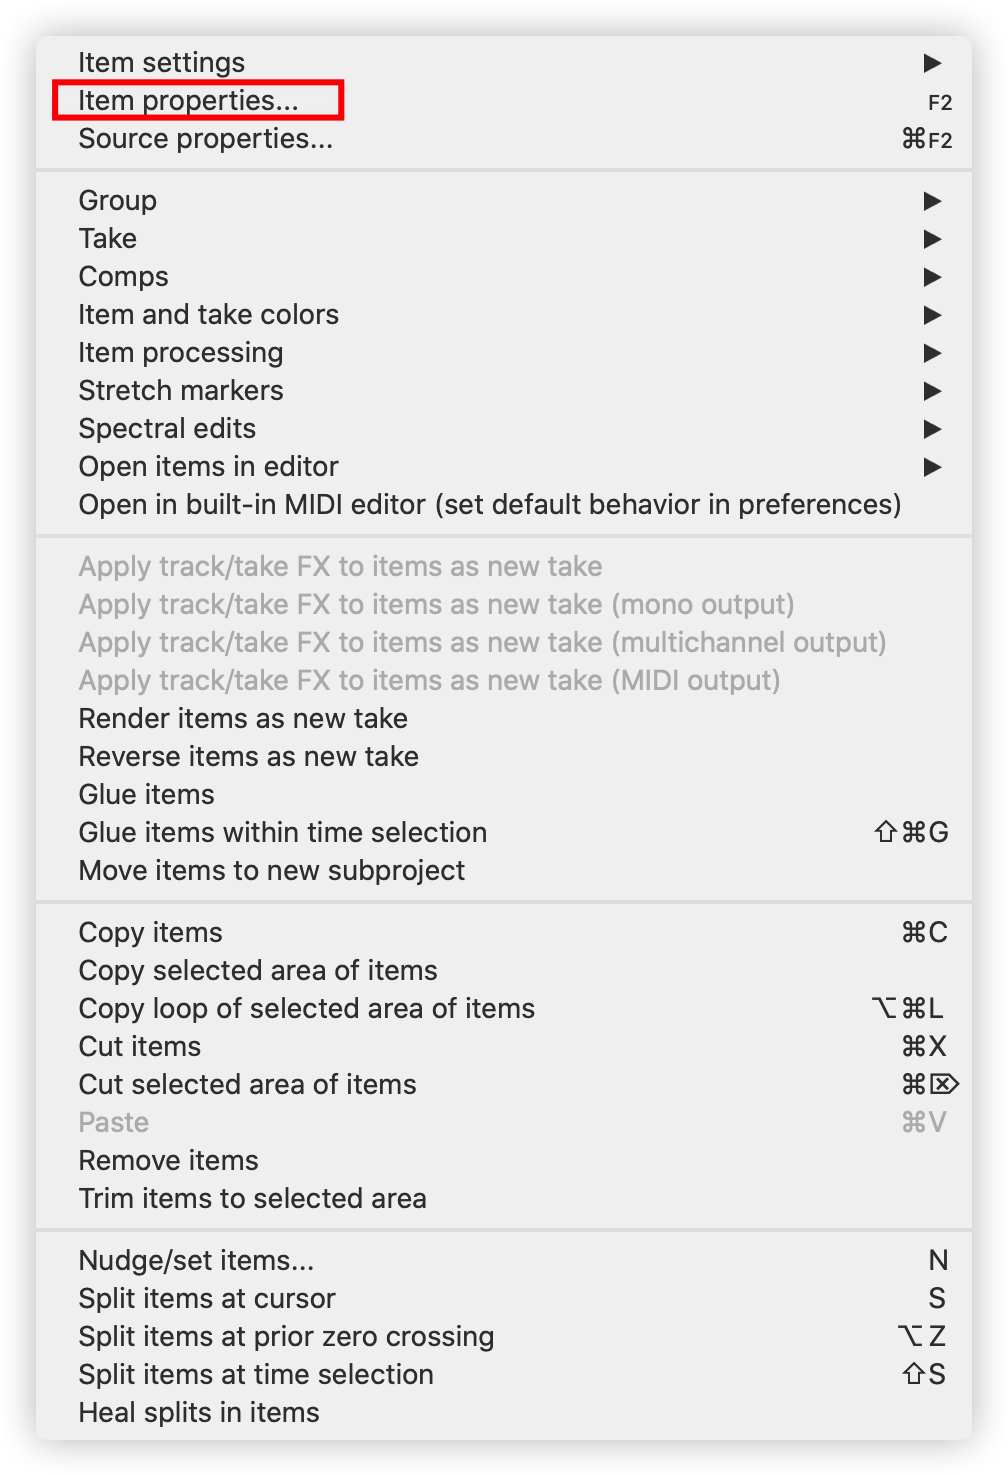 Item settings ▶
Item properties... F2
Source properties... ⌘F2
Group ▶
Take ▶
Comps ▶
Item and take colors ▶
Item processing ▶
Stretch markers ▶
Spectral edits ▶
Open items in editor ▶
Open in built-in MIDI editor (set default behavior in preferences)
Apply track/take FX to items as new take
Apply track/take FX to items as new take (mono output)
Apply track/take FX to items as new take (multichannel output)
Apply track/take FX to items as new take (MIDI output)
Render items as new take
Reverse items as new take
Glue items
Glue items within time selection ⇧⌘G
Move items to new subproject
Copy items ⌘C
Copy selected area of items
Copy loop of selected area of items ⌥⌘L
Cut items ⌘X
Cut selected area of items ⌘⌦
Paste ⌘V
Remove items
Trim items to selected area
Nudge/set items... N
Split items at cursor S
Split items at prior zero crossing ⌥Z
Split items at time selection ⇧S
Heal splits in items